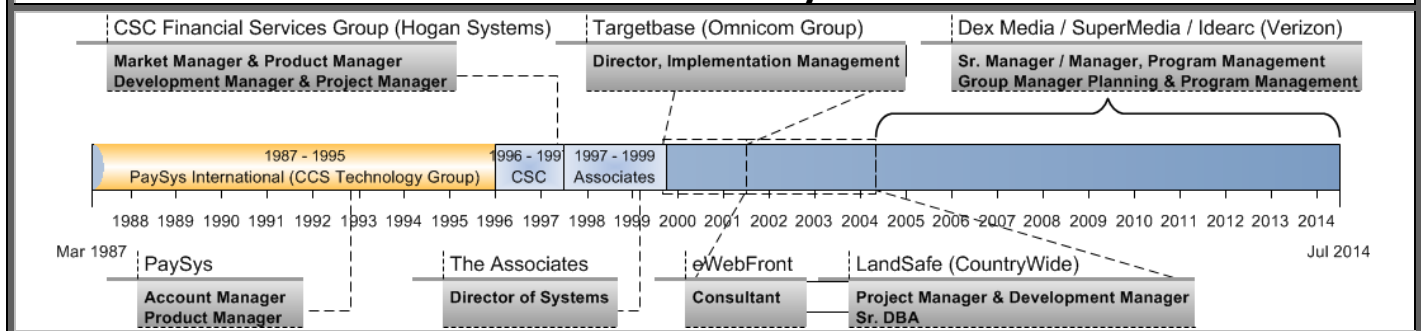 CSC Financial Services Group (Hogan Systems)
Market Manager & Product Manager
Development Manager & Project Manager
Targetbase (Omnicom Group)
Director, Implementation Management
Dex Media / SuperMedia / Idearc (Verizon)
Sr. Manager / Manager, Program Management
Group Manager Planning & Program Management
1987 - 1995
PaySys International (CCS Technology Group)
1996 - 199
CSC
1997 - 1999
Associates
1988 1989 1990 1991 1992 1993 1994 1995 1996 1997 1998 1999 2000 2001 2002 2003 2004 2005 2006 2007 2008 2009 2010 2011 2012 2013 2014
Mar 1987
Jul 2014
PaySys
Account Manager
Product Manager
The Associates
Director of Systems
eWebFront
Consultant
LandSafe (CountryWide)
Project Manager & Development Manager
Sr. DBA